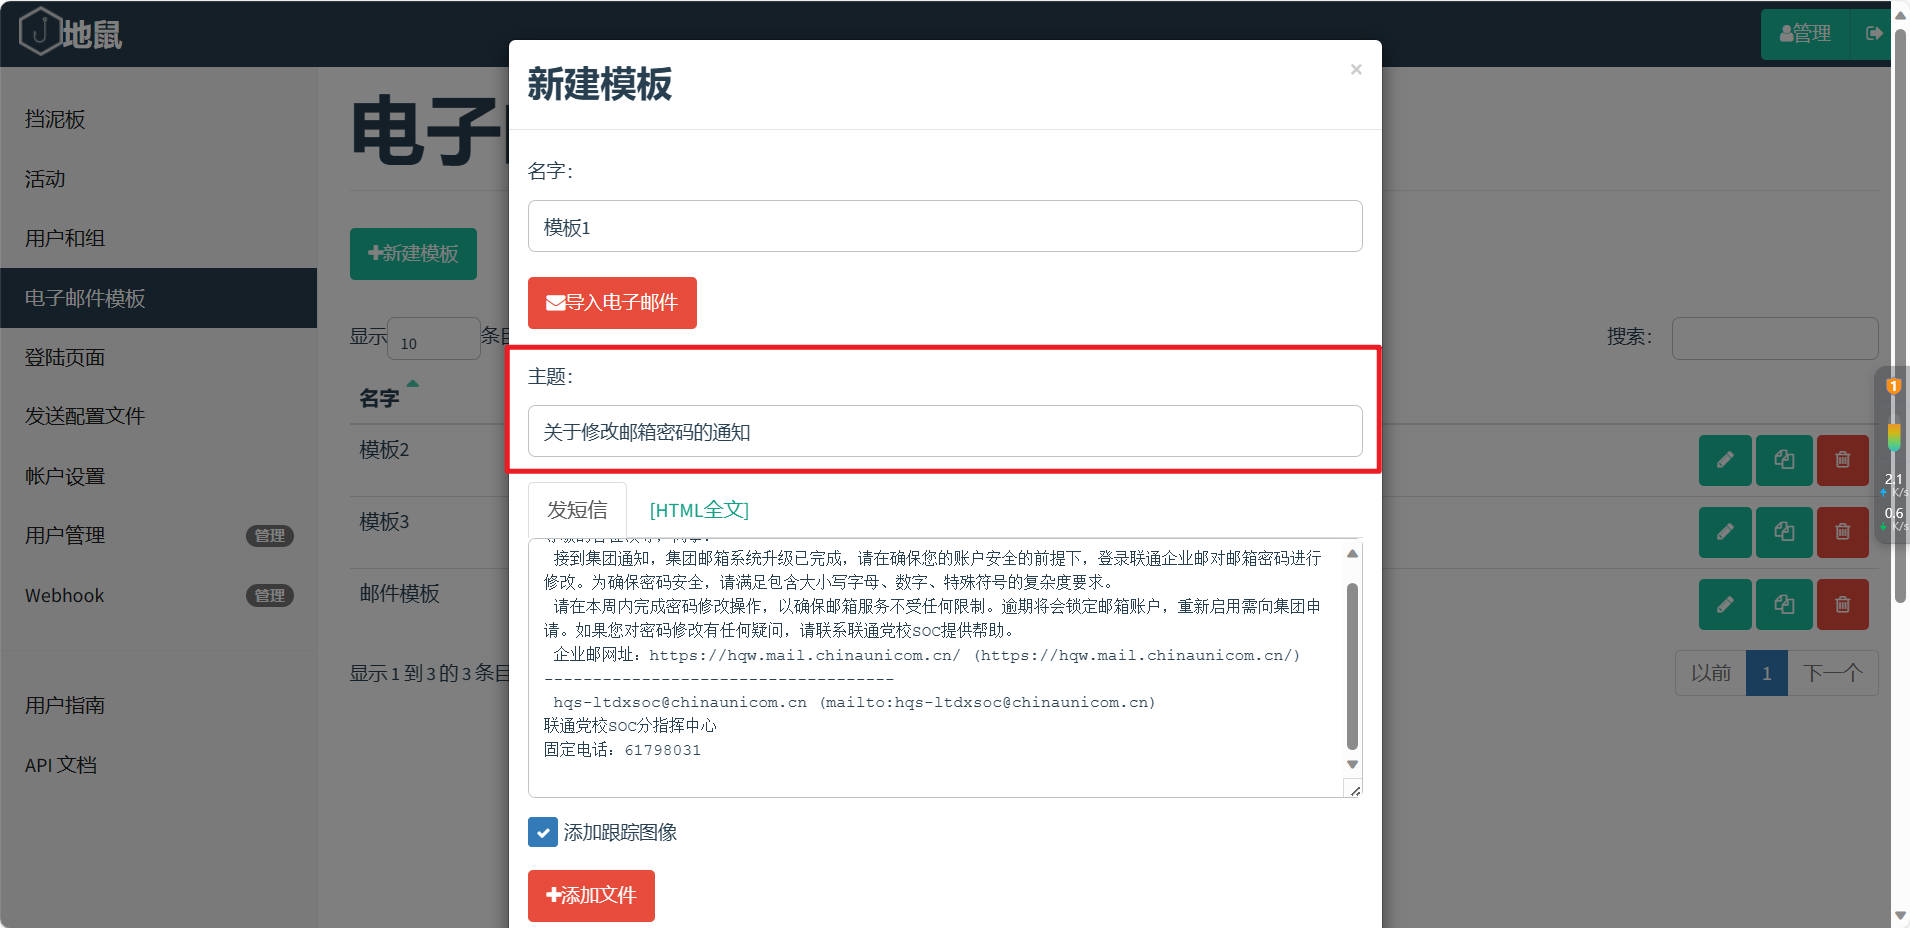 地鼠
管理
挡泥板
活动
用户和组
电子邮件模板
登陆页面
发送配置文件
帐户设置
用户管理 管理
Webhook 管理
用户指南
API 文档
电子
新建模板
显示 10 条目
搜索：
名字
模板2
模板3
邮件模板
显示 1 到 3 的 3 条目
以前 1 下一个
新建模板
×
名字：
模板1
导入电子邮件
主题：
关于修改邮箱密码的通知
发短信 [HTML全文]
接到集团通知，集团邮箱系统升级已完成，请在确保您的账户安全的前提下，登录联通企业邮对邮箱密码进行
修改。为确保密码安全，请满足包含大小写字母、数字、特殊符号的复杂度要求。
请在本周内完成密码修改操作，以确保邮箱服务不受任何限制。逾期将会锁定邮箱账户，重新启用需向集团申
请。如果您对密码修改有任何疑问，请联系联通党校soc提供帮助。
企业邮网址：https://hqw.mail.chinaunicom.cn/ (https://hqw.mail.chinaunicom.cn/)
------------------------------------
hqs-ltdxsoc@chinaunicom.cn (mailto:hqs-ltdxsoc@chinaunicom.cn)
联通党校soc分指挥中心
固定电话：61798031
添加跟踪图像
添加文件
1
2.1
K/s
0.6
K/s